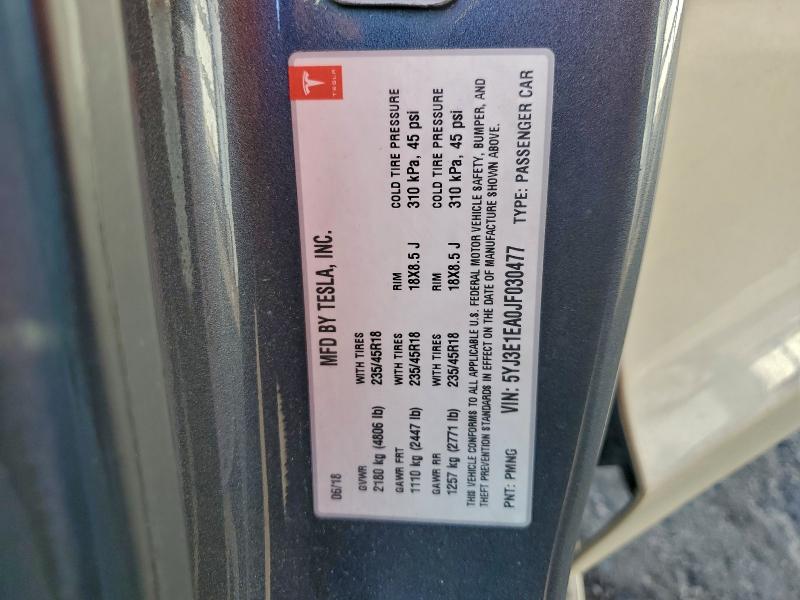 TESLA
MFD BY TESLA, INC.
06/18
GVWR WITH TIRES
2180 kg (4806 lb) 235/45R18
GAWR FRT WITH TIRES RIM COLD TIRE PRESSURE
1110 kg (2447 lb) 235/45R18 18X8.5 J 310 kPa, 45 psi
GAWR RR WITH TIRES RIM COLD TIRE PRESSURE
1257 kg (2771 lb) 235/45R18 18X8.5 J 310 kPa, 45 psi
THIS VEHICLE CONFORMS TO ALL APPLICABLE U.S. FEDERAL MOTOR VEHICLE SAFETY, BUMPER, AND
THEFT PREVENTION STANDARDS IN EFFECT ON THE DATE OF MANUFACTURE SHOWN ABOVE.
PNT: PMNG VIN: 5YJ3E1EA0JF030477 TYPE: PASSENGER CAR